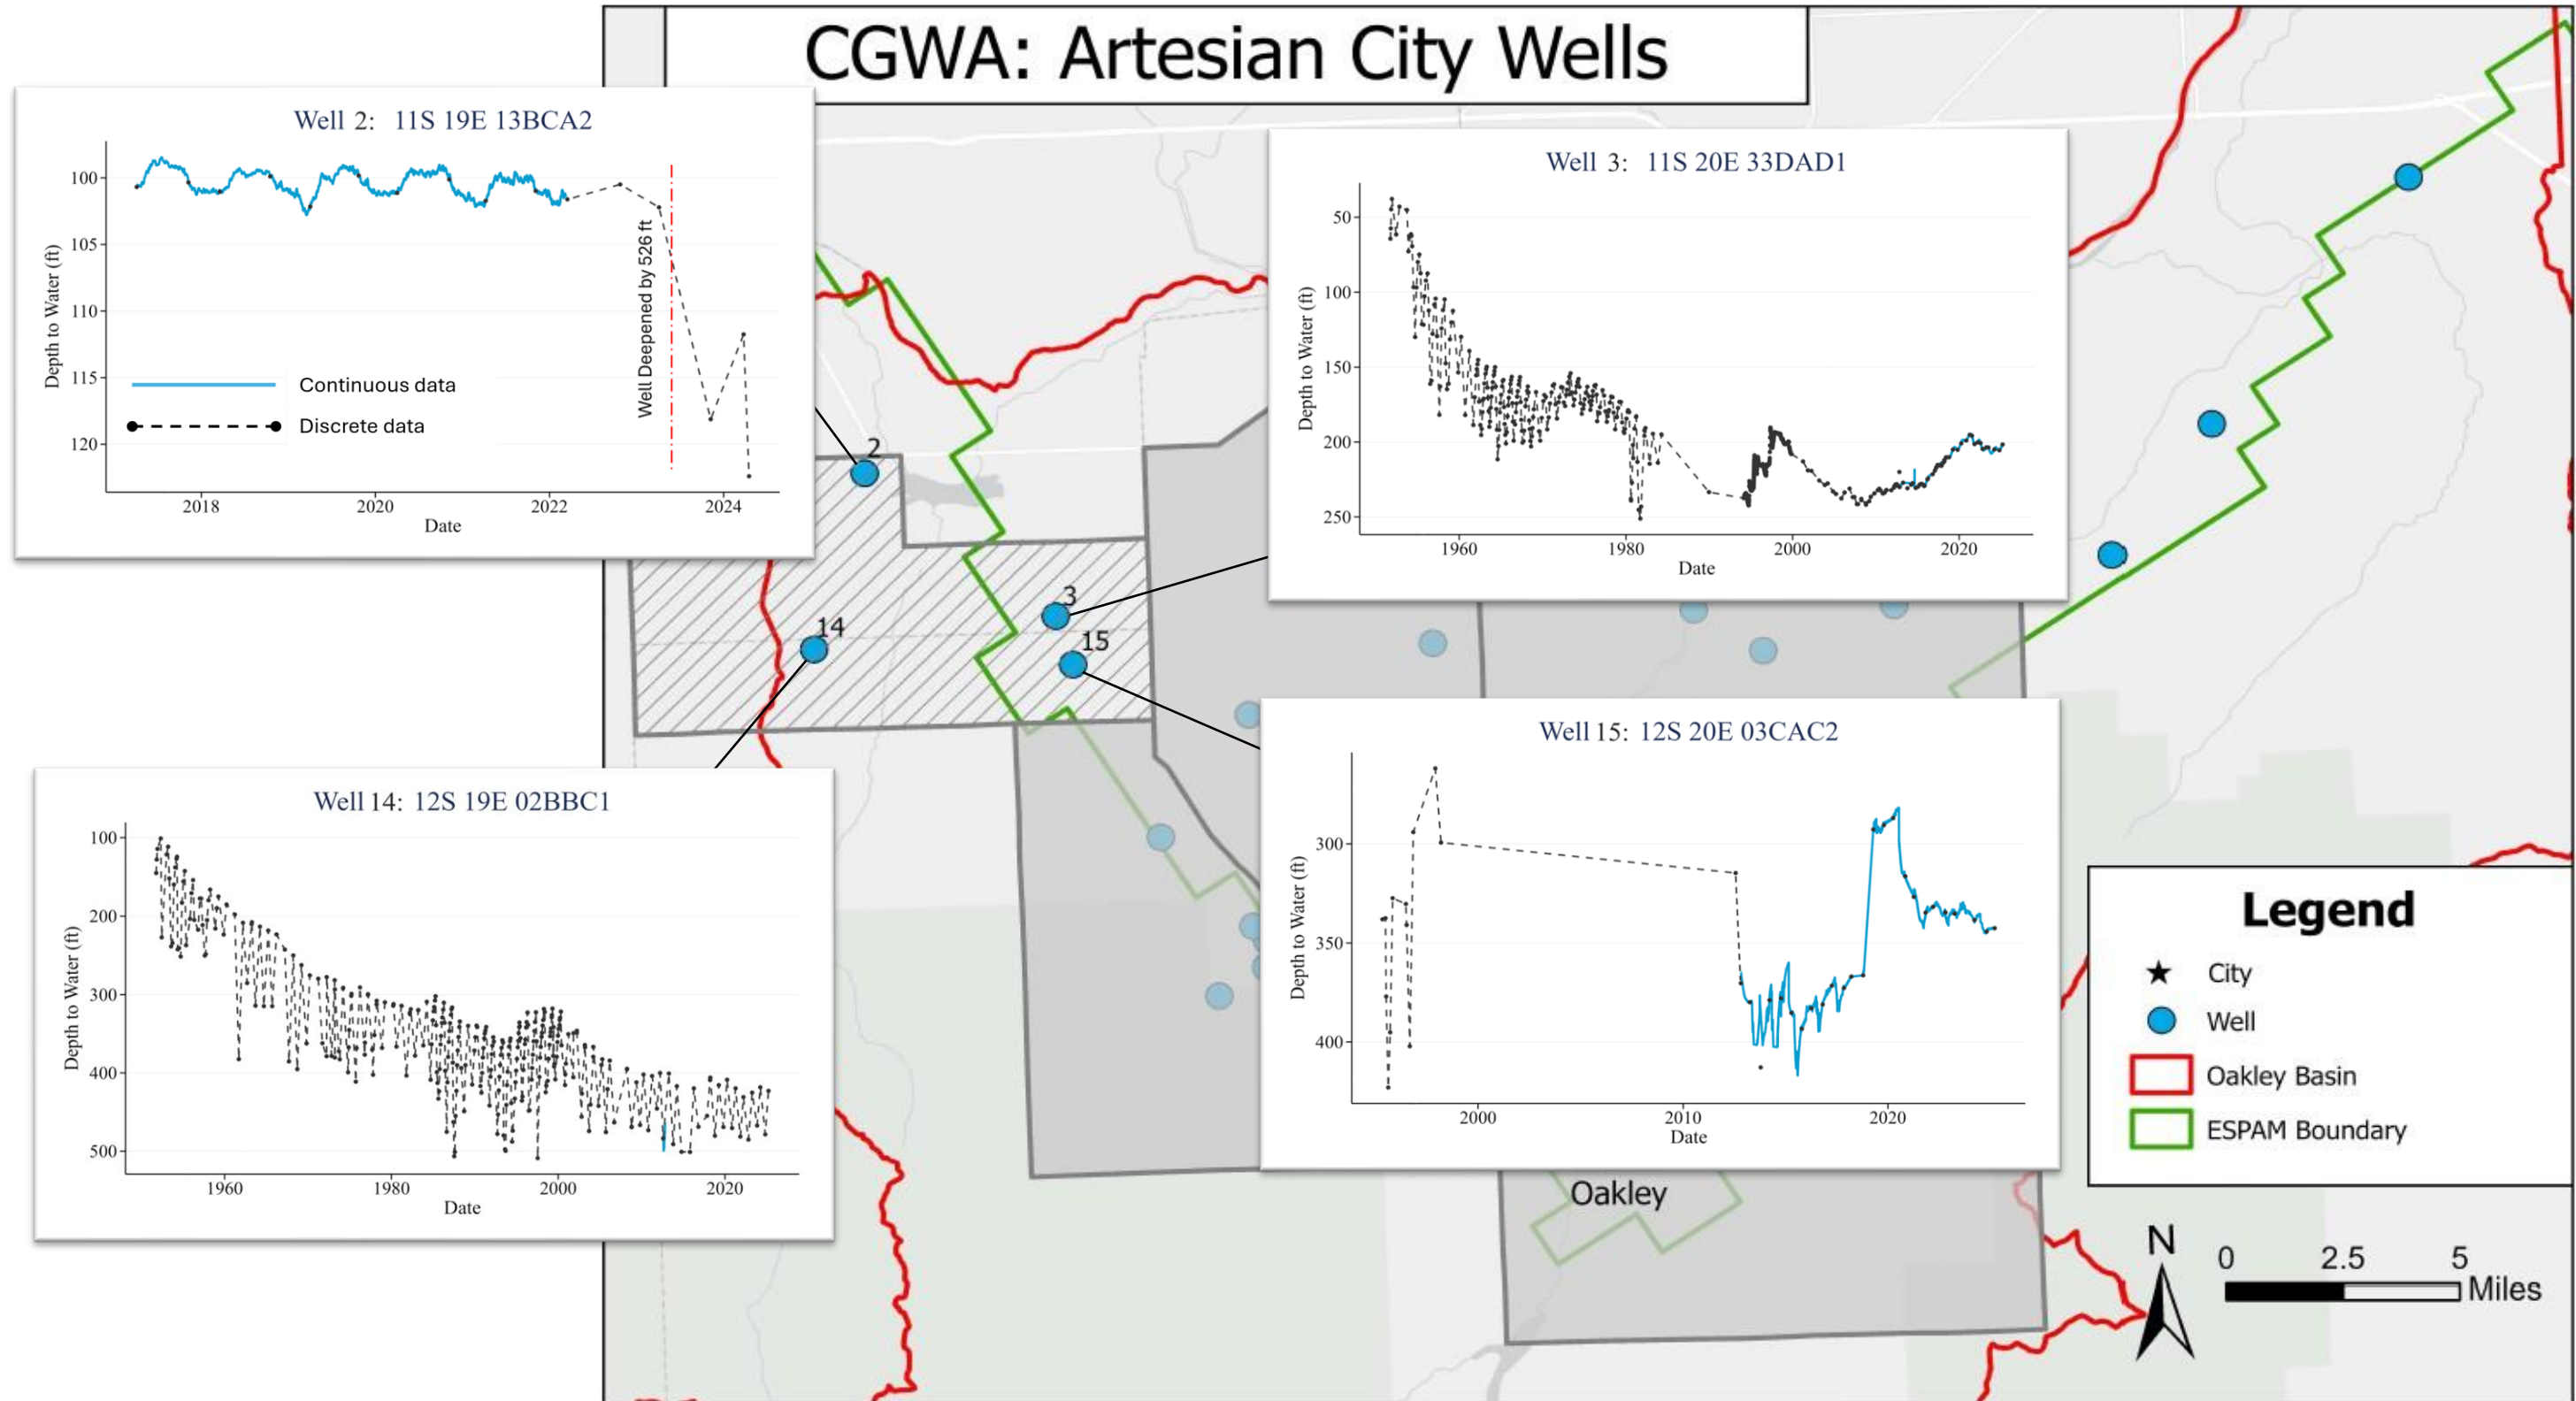 CGWA: Artesian City Wells
Well 2: 11S 19E 13BCA2
Depth to Water (ft)
100
105
110
115
120
Well Deepened by 526 ft
Continuous data
Discrete data
2018
2020
2022
2024
Date
Well 3: 11S 20E 33DAD1
Depth to Water (ft)
50
100
150
200
250
1960
1980
2000
2020
Date
2
3
14
15
Well 14: 12S 19E 02BBC1
Depth to Water (ft)
100
200
300
400
500
1960
1980
2000
2020
Date
Well 15: 12S 20E 03CAC2
Depth to Water (ft)
300
350
400
2000
2010
2020
Date
Oakley
Legend
City
Well
Oakley Basin
ESPAM Boundary
N
0
2.5
5
Miles